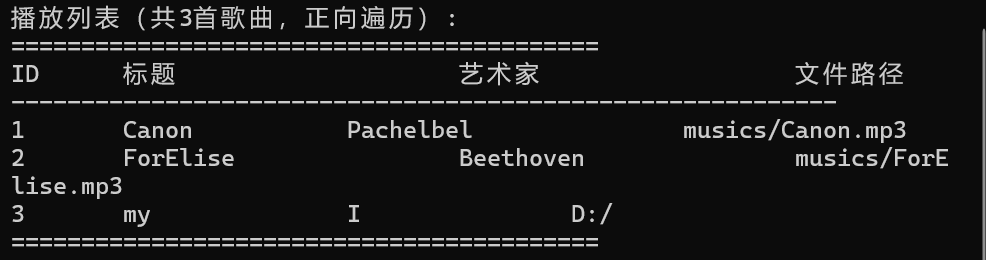 播放列表（共3首歌曲，正向遍历）：
==========================================
ID      标题                    艺术家                  文件路径
-----------------------------------------------------------
1       Canon           Pachelbel               musics/Canon.mp3
2       ForElise                Beethoven               musics/ForE
lise.mp3
3       my              I               D:/
==========================================